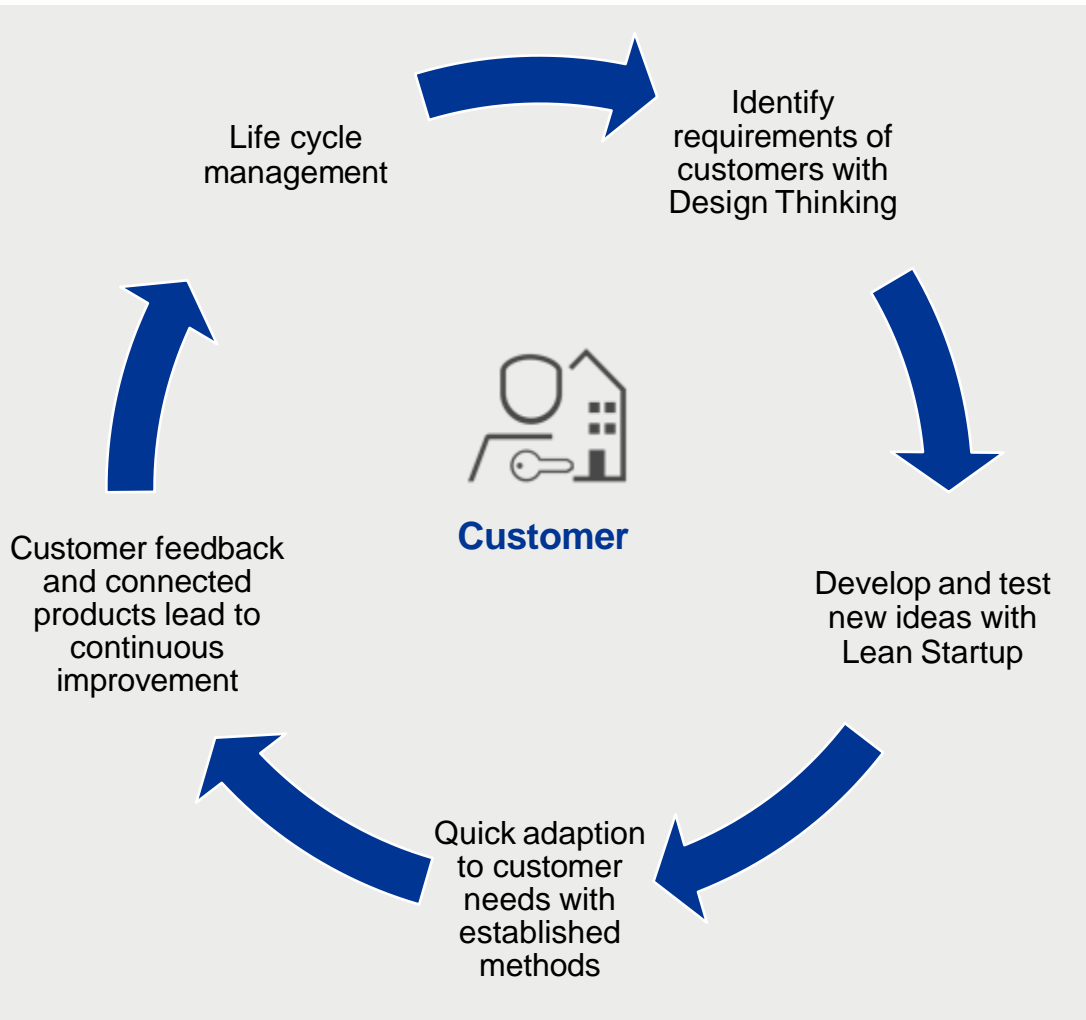 Life cycle
management
Identify
requirements of
customers with
Design Thinking
Develop and test
new ideas with
Lean Startup
Quick adaption
to customer
needs with
established
methods
Customer feedback
and connected
products lead to
continuous
improvement
Customer